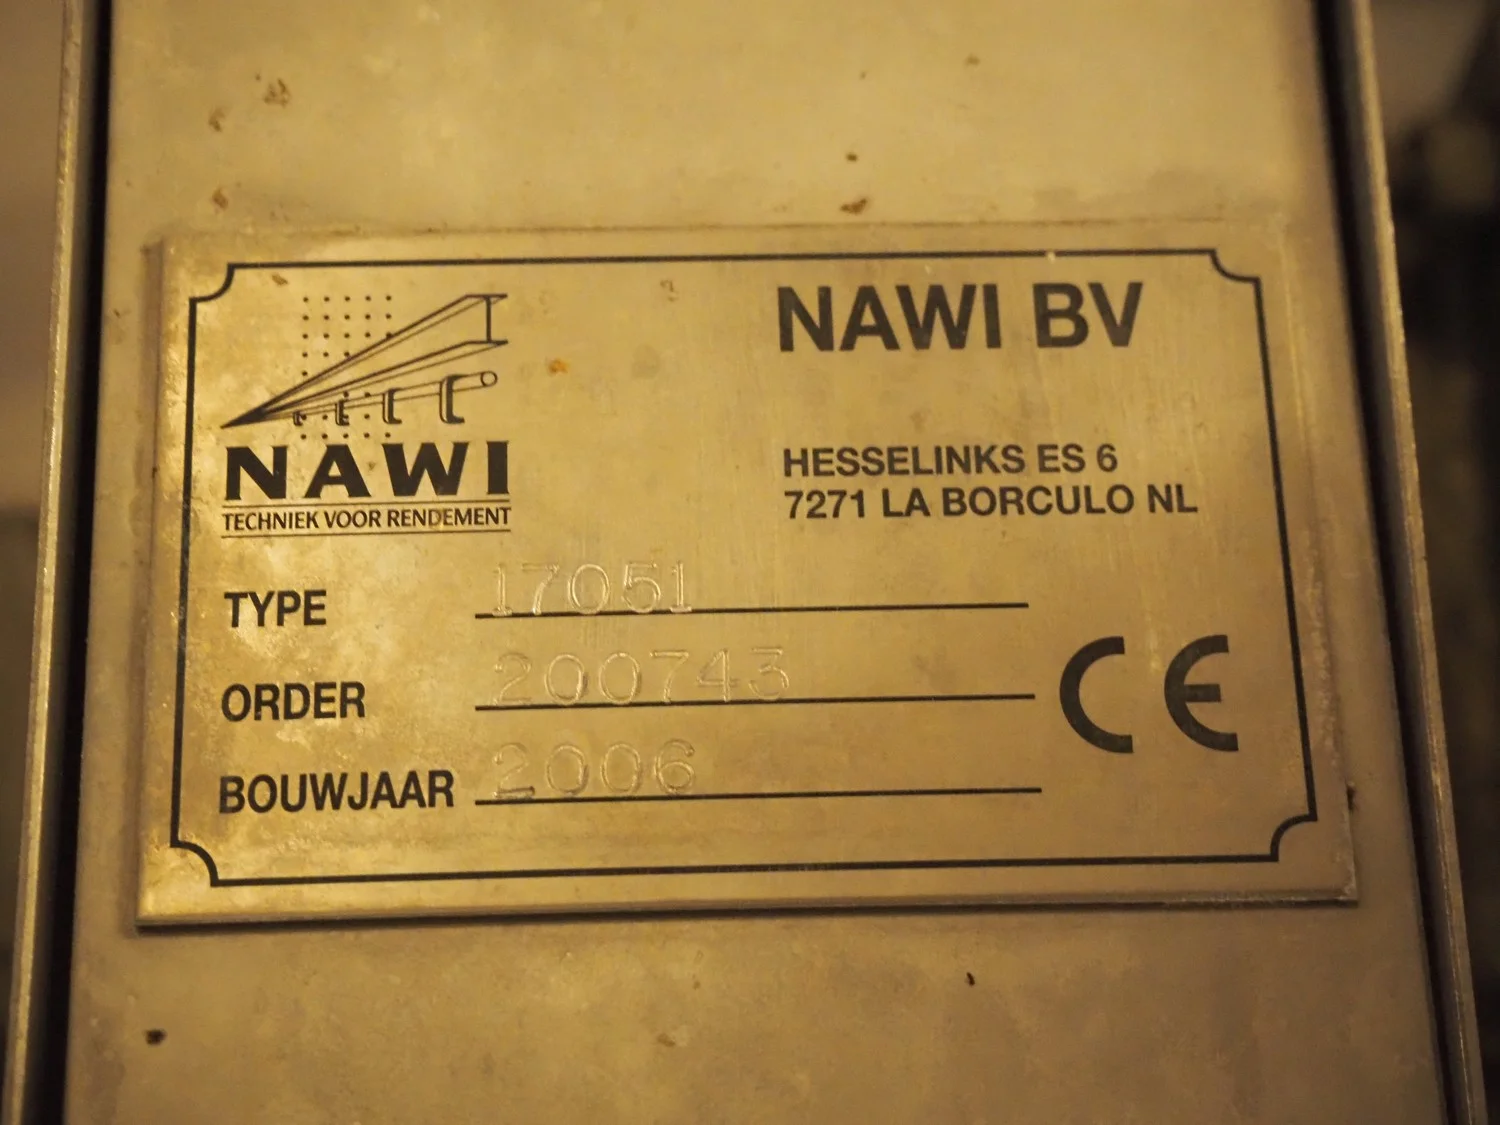 NAWI BV
NAWI
TECHNIEK VOOR RENDEMENT
HESSELINKS ES 6
7271 LA BORCULO NL
TYPE 17051
ORDER 200743
BOUWJAAR 2006
CE